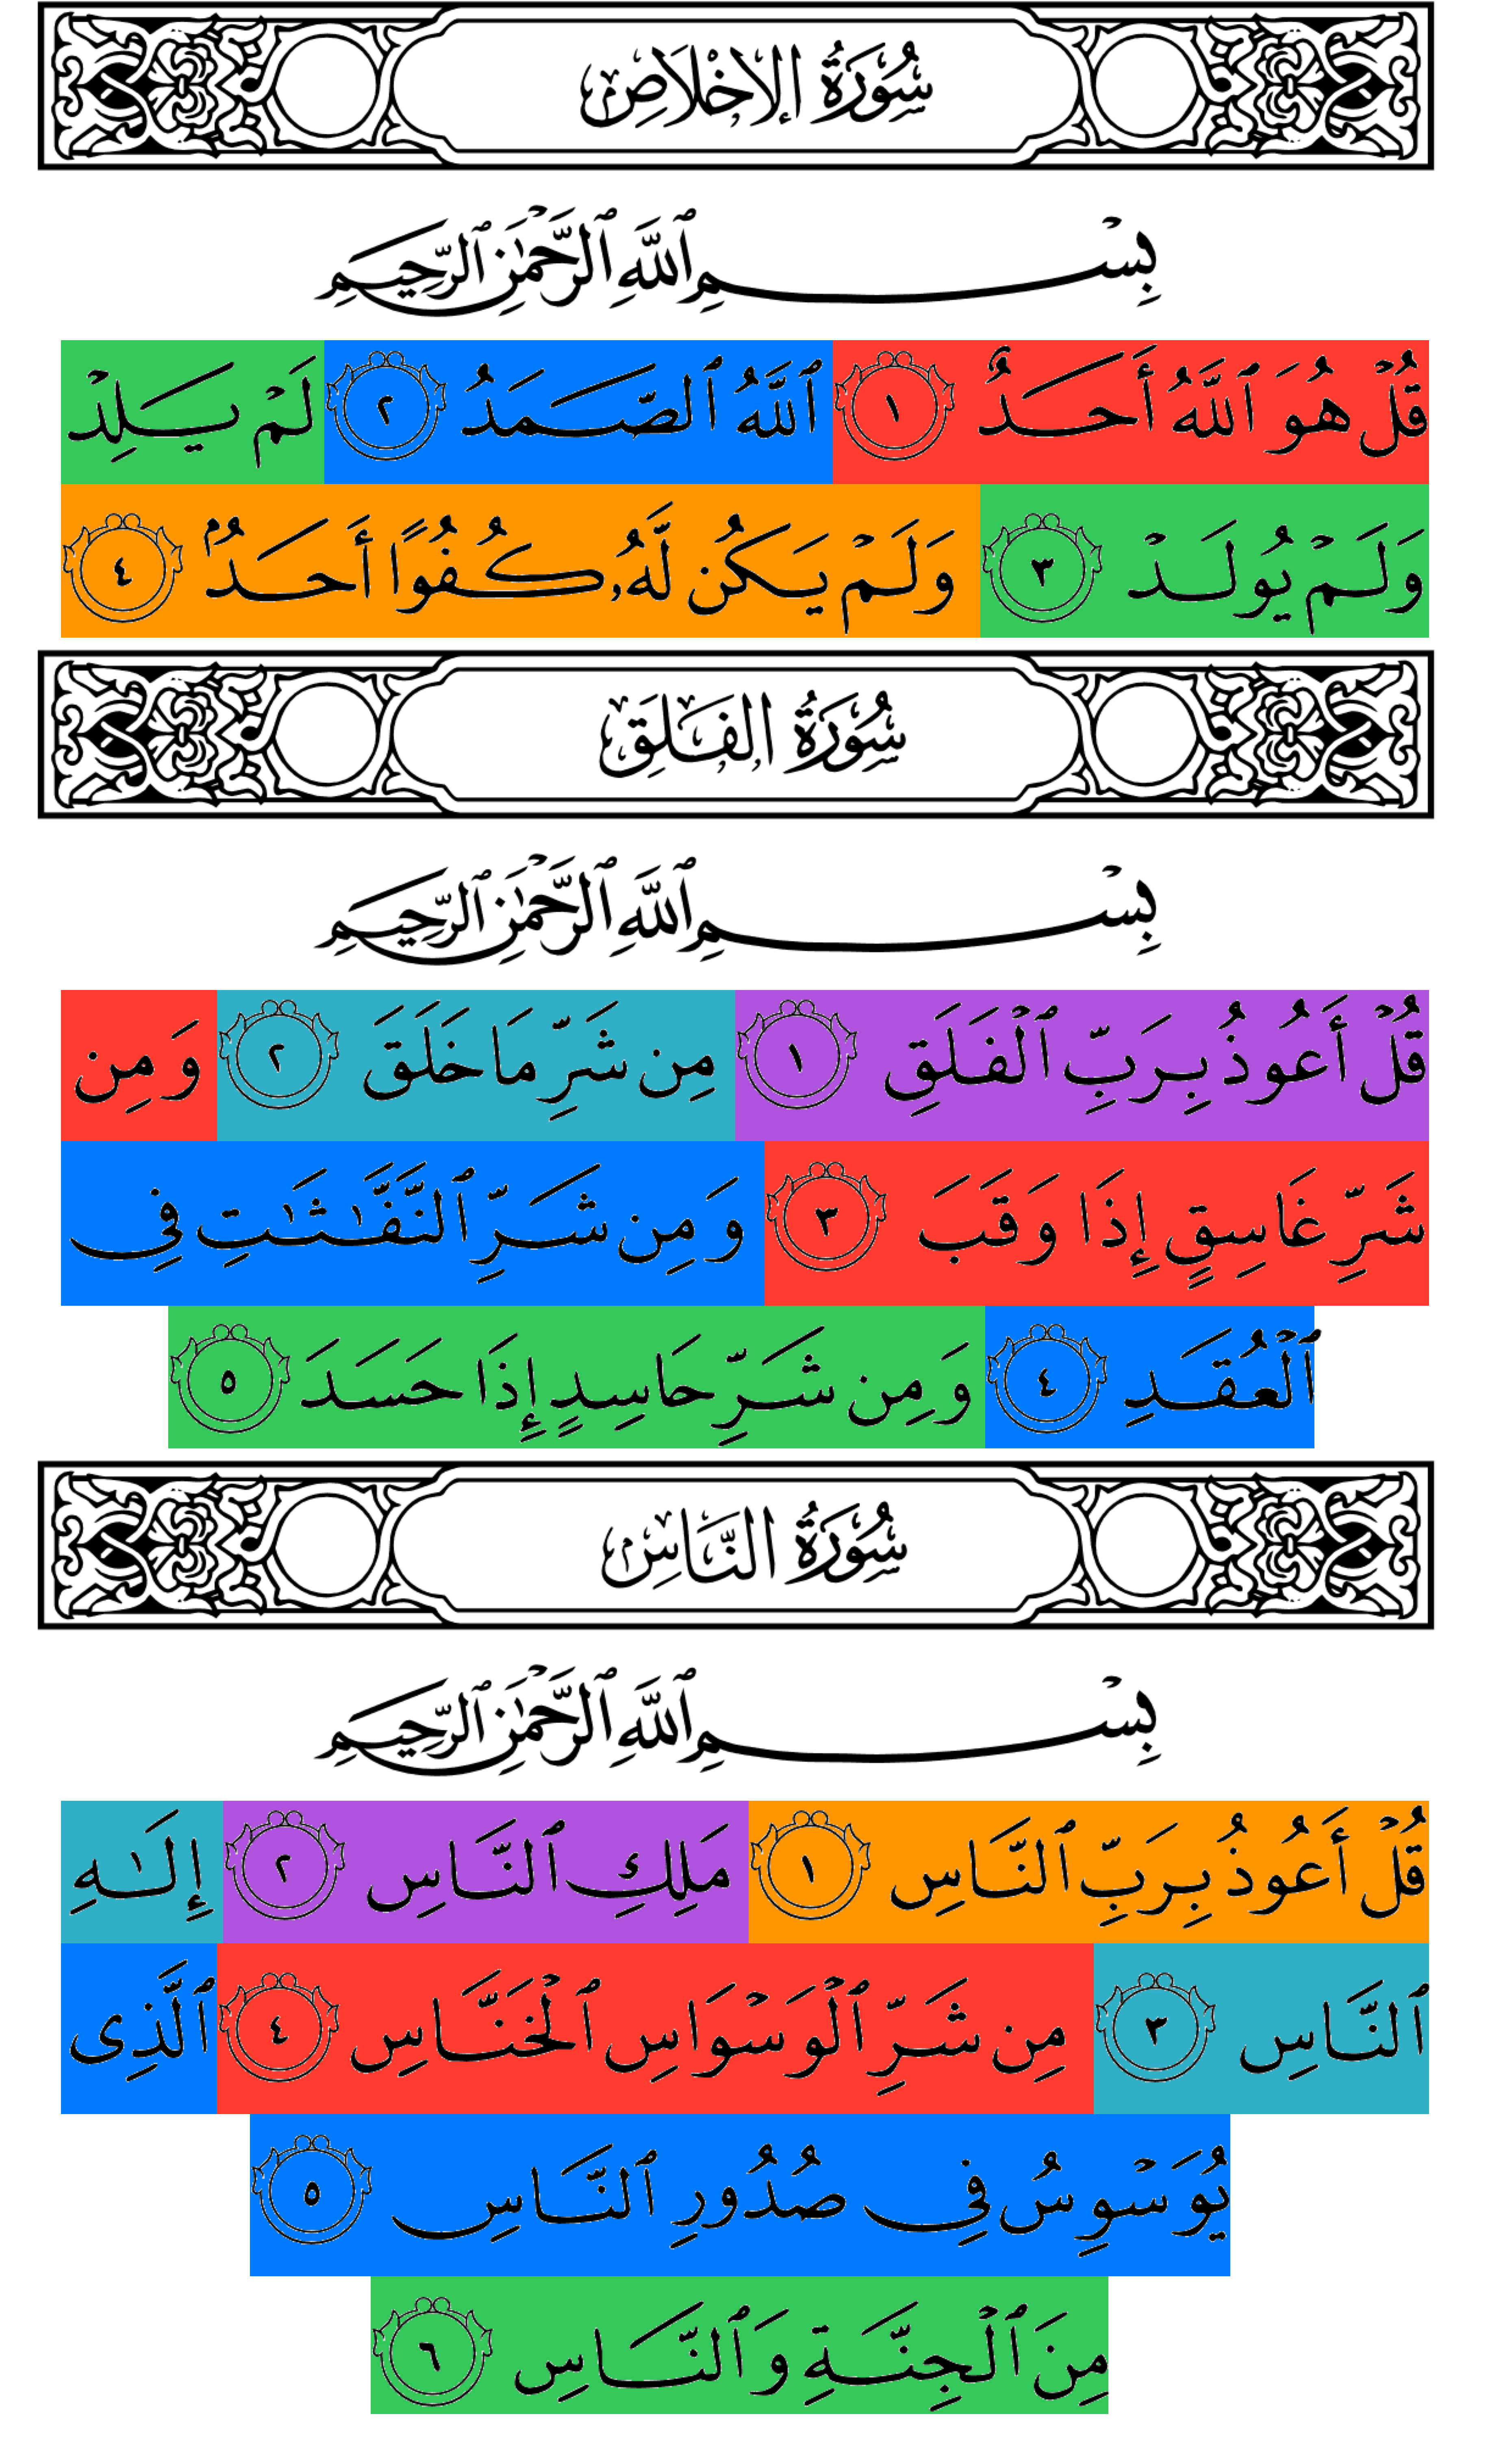 سُورَةُ الإِخْلَاصِ
بِسْمِ ٱللَّهِ ٱلرَّحْمَٰنِ ٱلرَّحِيمِ
قُلْ هُوَ ٱللَّهُ أَحَدٌ ١ ٱللَّهُ ٱلصَّمَدُ ٢ لَمْ يَلِدْ
وَلَمْ يُولَدْ ٣ وَلَمْ يَكُن لَّهُۥ كُفُوًا أَحَدٌۢ ٤
سُورَةُ الفَلَقِ
بِسْمِ ٱللَّهِ ٱلرَّحْمَٰنِ ٱلرَّحِيمِ
قُلْ أَعُوذُ بِرَبِّ ٱلْفَلَقِ ١ مِن شَرِّ مَا خَلَقَ ٢ وَمِن
شَرِّ غَاسِقٍ إِذَا وَقَبَ ٣ وَمِن شَرِّ ٱلنَّفَّٰثَٰتِ فِى
ٱلْعُقَدِ ٤ وَمِن شَرِّ حَاسِدٍ إِذَا حَسَدَ ٥
سُورَةُ النَّاسِ
بِسْمِ ٱللَّهِ ٱلرَّحْمَٰنِ ٱلرَّحِيمِ
قُلْ أَعُوذُ بِرَبِّ ٱلنَّاسِ ١ مَلِكِ ٱلنَّاسِ ٢ إِلَٰهِ
ٱلنَّاسِ ٣ مِن شَرِّ ٱلْوَسْوَاسِ ٱلْخَنَّاسِ ٤ ٱلَّذِى
يُوَسْوِسُ فِى صُدُورِ ٱلنَّاسِ ٥
مِنَ ٱلْجِنَّةِ وَٱلنَّاسِ ٦